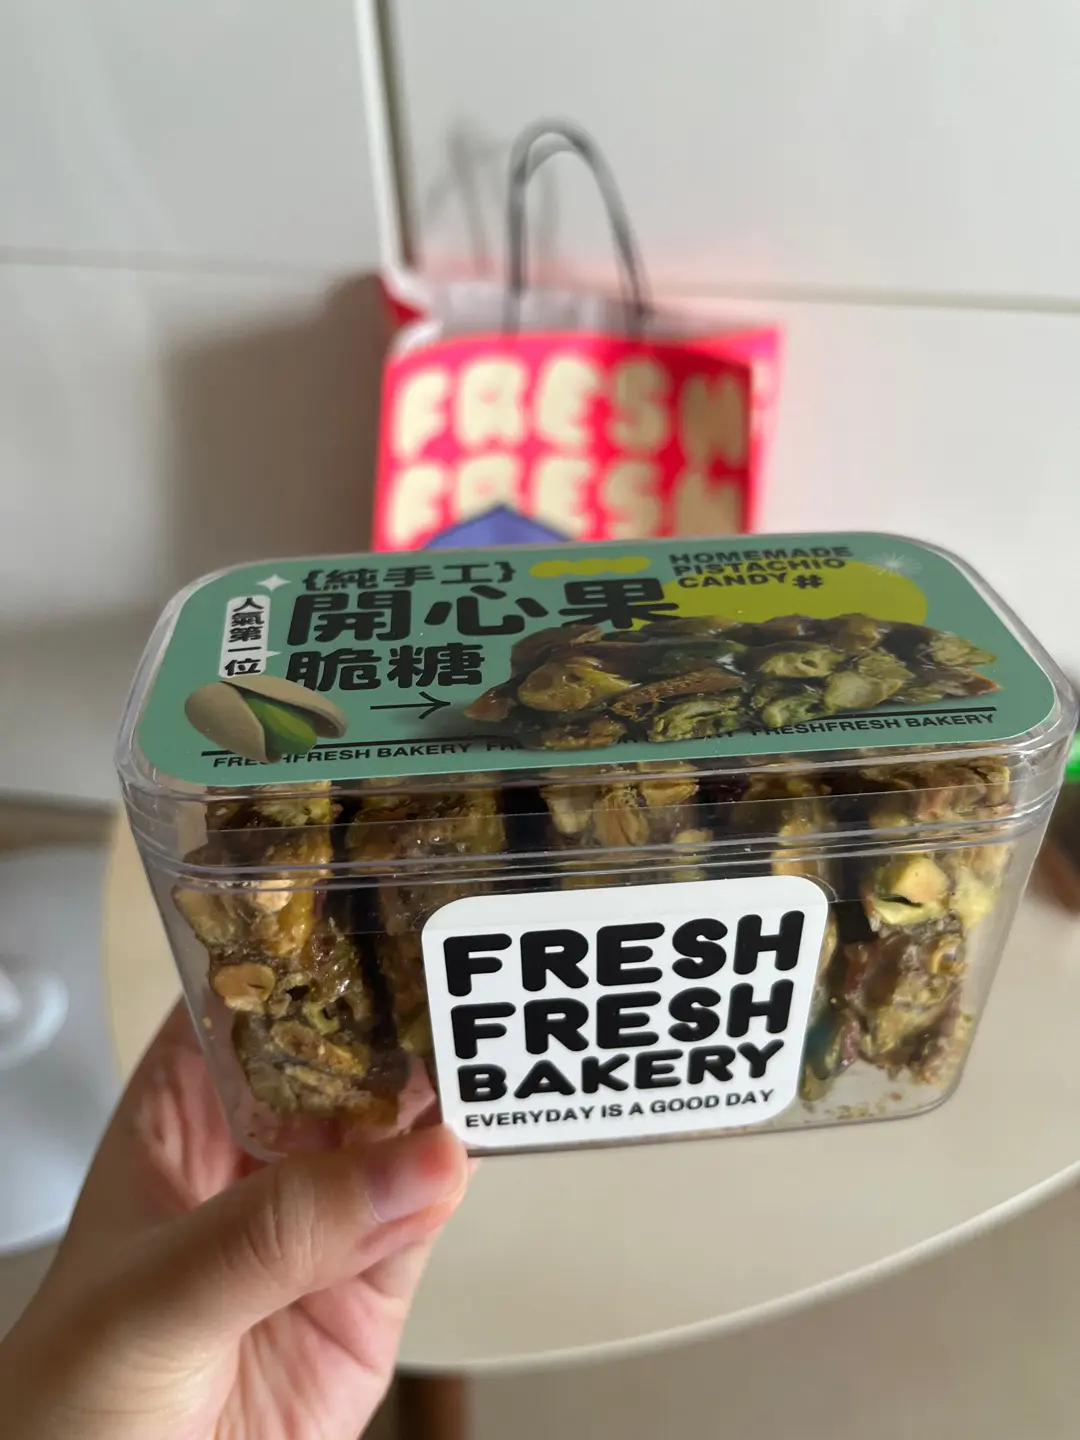 FRESH
FRESH
{純手工}
開心果
脆糖
人氣第一位
HOMEMADE
PISTACHIO
CANDY#
FRESHFRESH BAKERY
FRESHFRESH BAKERY
FRESH
FRESH
BAKERY
EVERYDAY IS A GOOD DAY